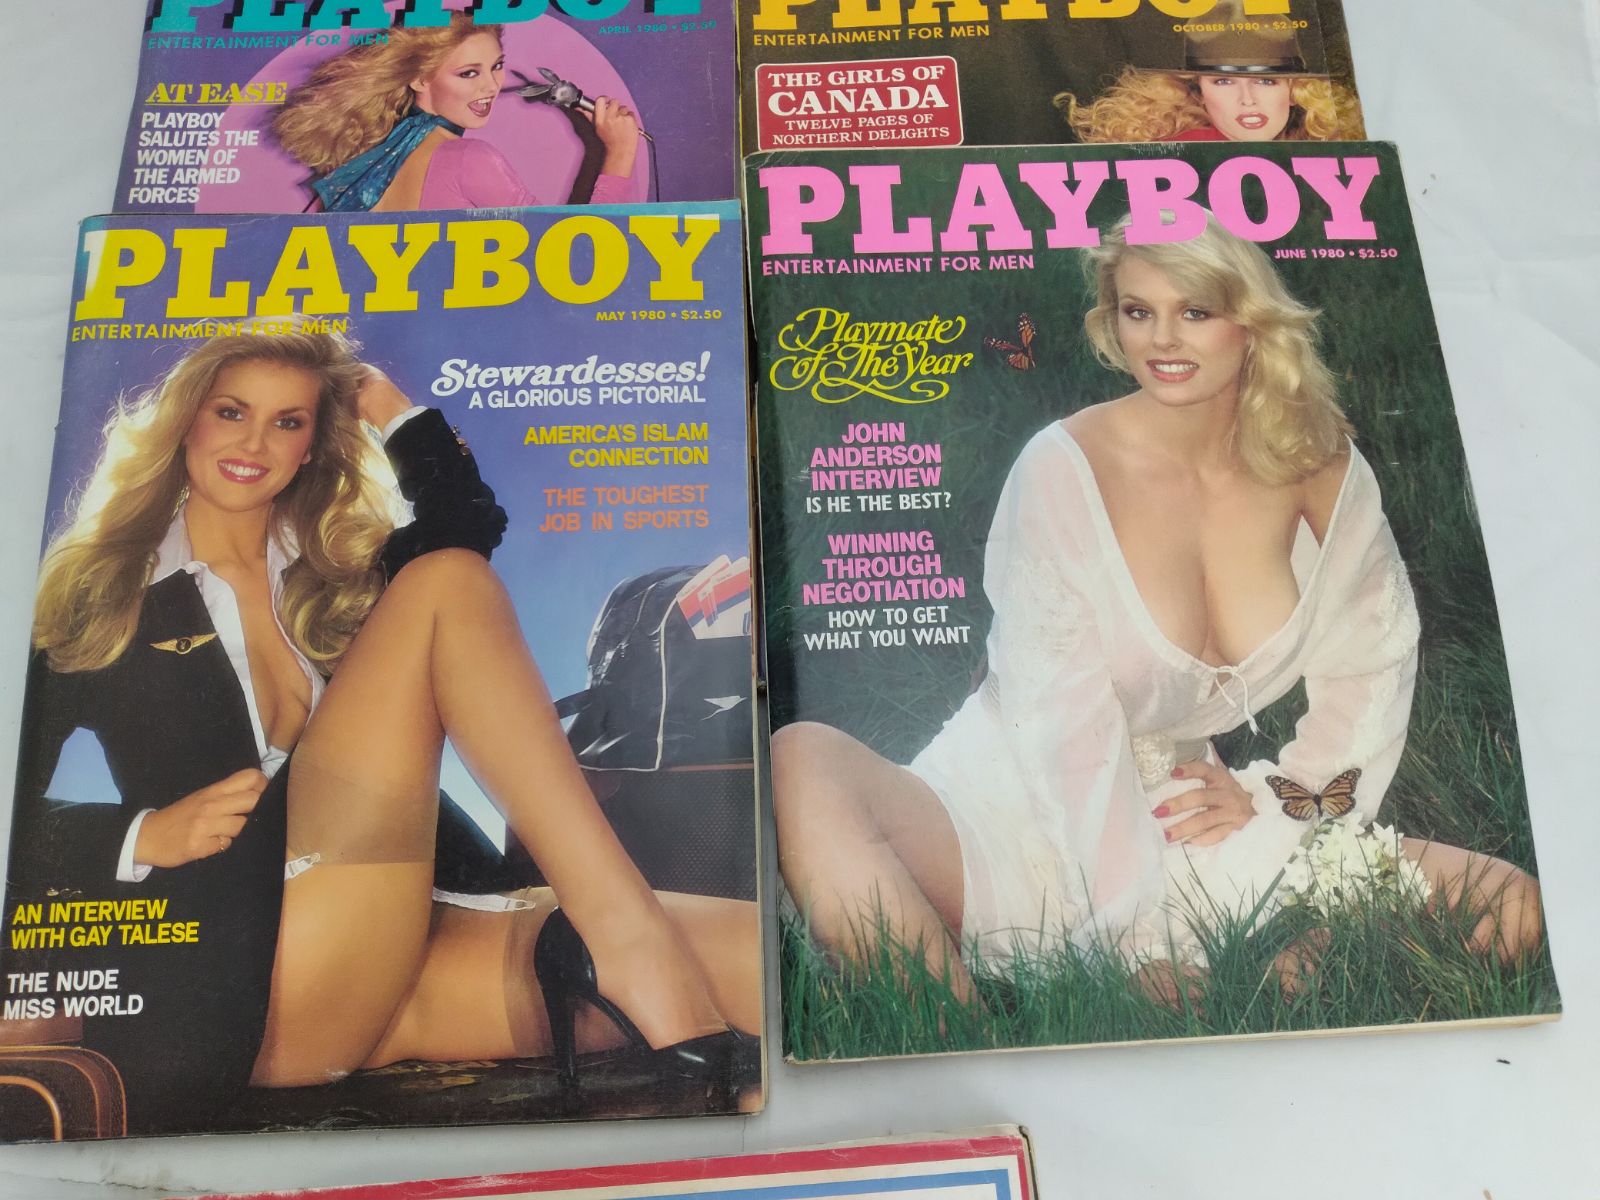 PLAYBOY
ENTERTAINMENT FOR MEN
APRIL 1980 • $2.50
AT EASE
PLAYBOY
SALUTES THE
WOMEN OF
THE ARMED
FORCES
PLAYBOY
ENTERTAINMENT FOR MEN
OCTOBER 1980 • $2.50
THE GIRLS OF
CANADA
TWELVE PAGES OF
NORTHERN DELIGHTS
PLAYBOY
ENTERTAINMENT FOR MEN
MAY 1980 • $2.50
Stewardesses!
A GLORIOUS PICTORIAL
AMERICA'S ISLAM
CONNECTION
THE TOUGHEST
JOB IN SPORTS
AN INTERVIEW
WITH GAY TALESE
THE NUDE
MISS WORLD
PLAYBOY
ENTERTAINMENT FOR MEN
JUNE 1980 • $2.50
Playmate
of The Year
JOHN
ANDERSON
INTERVIEW
IS HE THE BEST?
WINNING
THROUGH
NEGOTIATION
HOW TO GET
WHAT YOU WANT